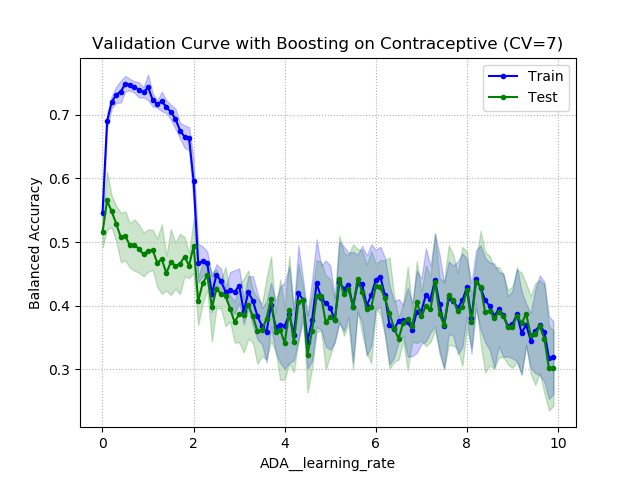 Validation Curve with Boosting on Contraceptive (CV=7)
Train
Test
Balanced Accuracy
0.7
0.6
0.5
0.4
0.3
0 2 4 6 8 10
ADA__learning_rate